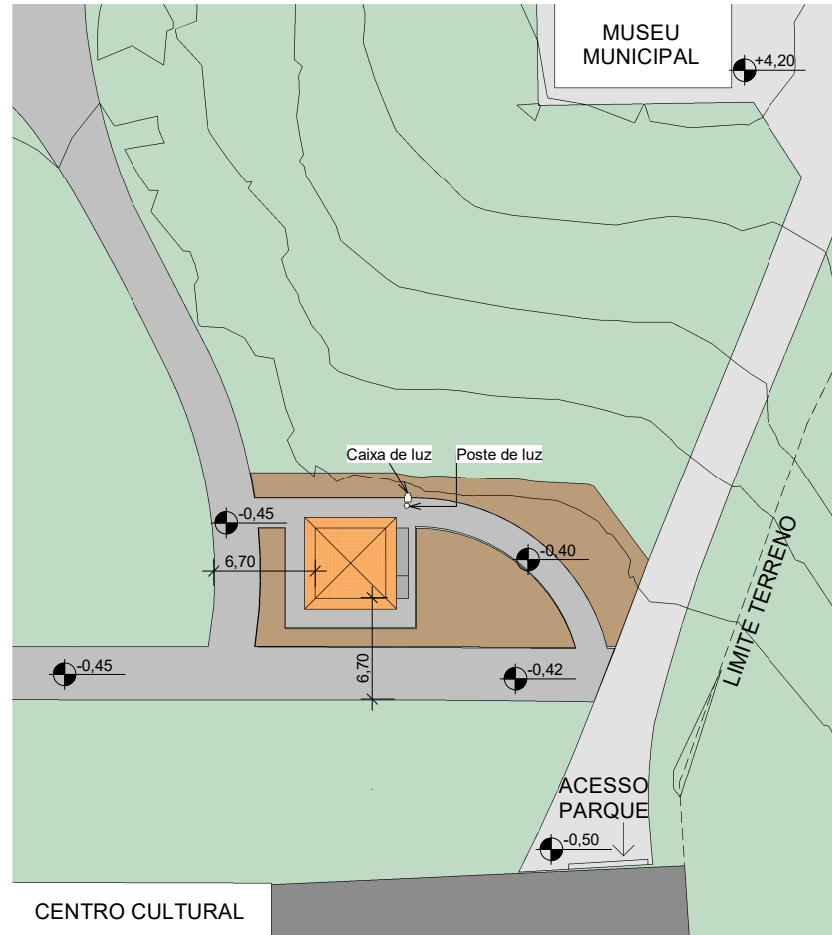 MUSEU
MUNICIPAL
+4,20
Caixa de luz
Poste de luz
-0,45
-0,40
6,70
LIMITE TERRENO
6,70
-0,45
-0,42
ACESSO
PARQUE
-0,50
CENTRO CULTURAL